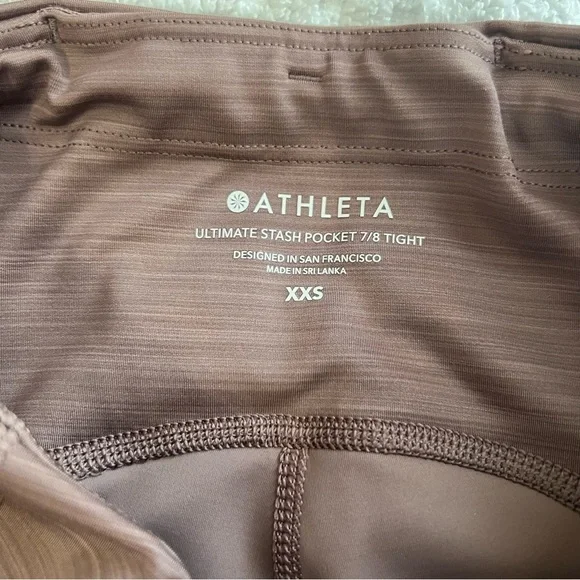 ATHLETA
ULTIMATE STASH POCKET 7/8 TIGHT
DESIGNED IN SAN FRANCISCO
MADE IN SRI LANKA
XXS